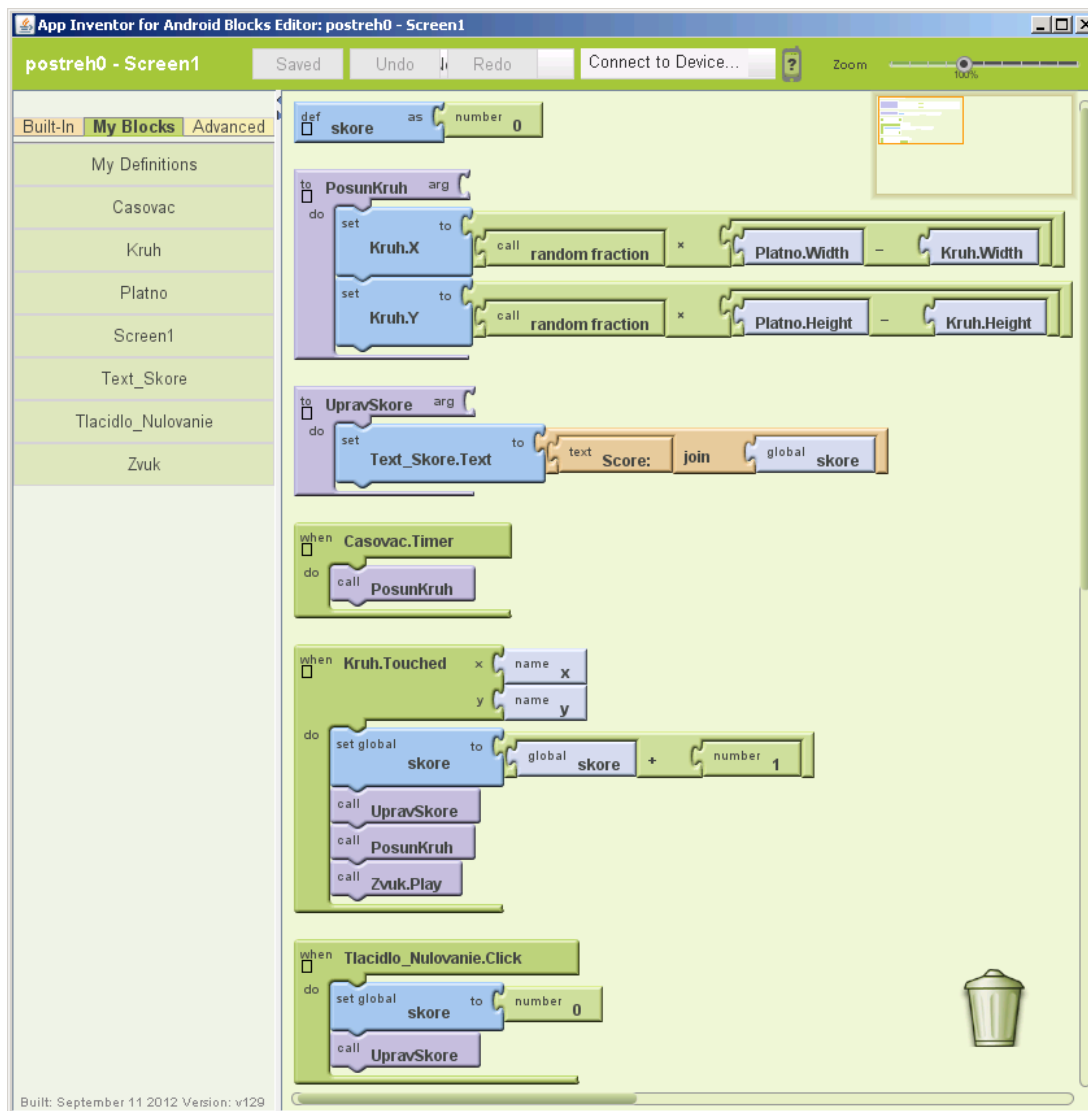 App Inventor for Android Blocks Editor: postreh0 - Screen1
postreh0 - Screen1 Saved Undo Redo Connect to Device... ? Zoom
100%
Built-In My Blocks Advanced
My Definitions
Casovac
Kruh
Platno
Screen1
Text_Skore
Tlacidlo_Nulovanie
Zvuk
Built: September 11 2012 Version: v129
def skore as number 0
to PosunKruh arg
do set Kruh.X to call random fraction × Platno.Width − Kruh.Width
set Kruh.Y to call random fraction × Platno.Height − Kruh.Height
to UpravSkore arg
do set Text_Skore.Text to text Score: join global skore
when Casovac.Timer
do call PosunKruh
when Kruh.Touched x name x
y name y
do set global skore to global skore + number 1
call UpravSkore
call PosunKruh
call Zvuk.Play
when Tlacidlo_Nulovanie.Click
do set global skore to number 0
call UpravSkore